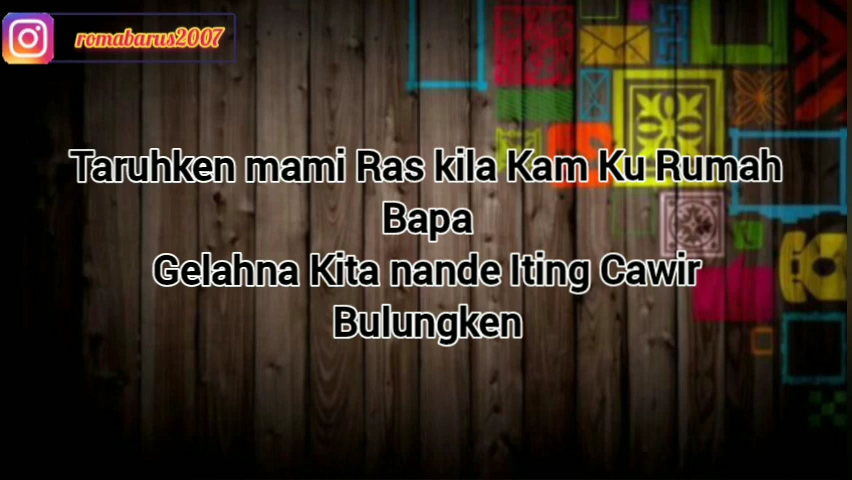 romabarus2007
Taruhken mami Ras kila Kam Ku Rumah
Bapa
Gelahna Kita nande Iting Cawir
Bulungken